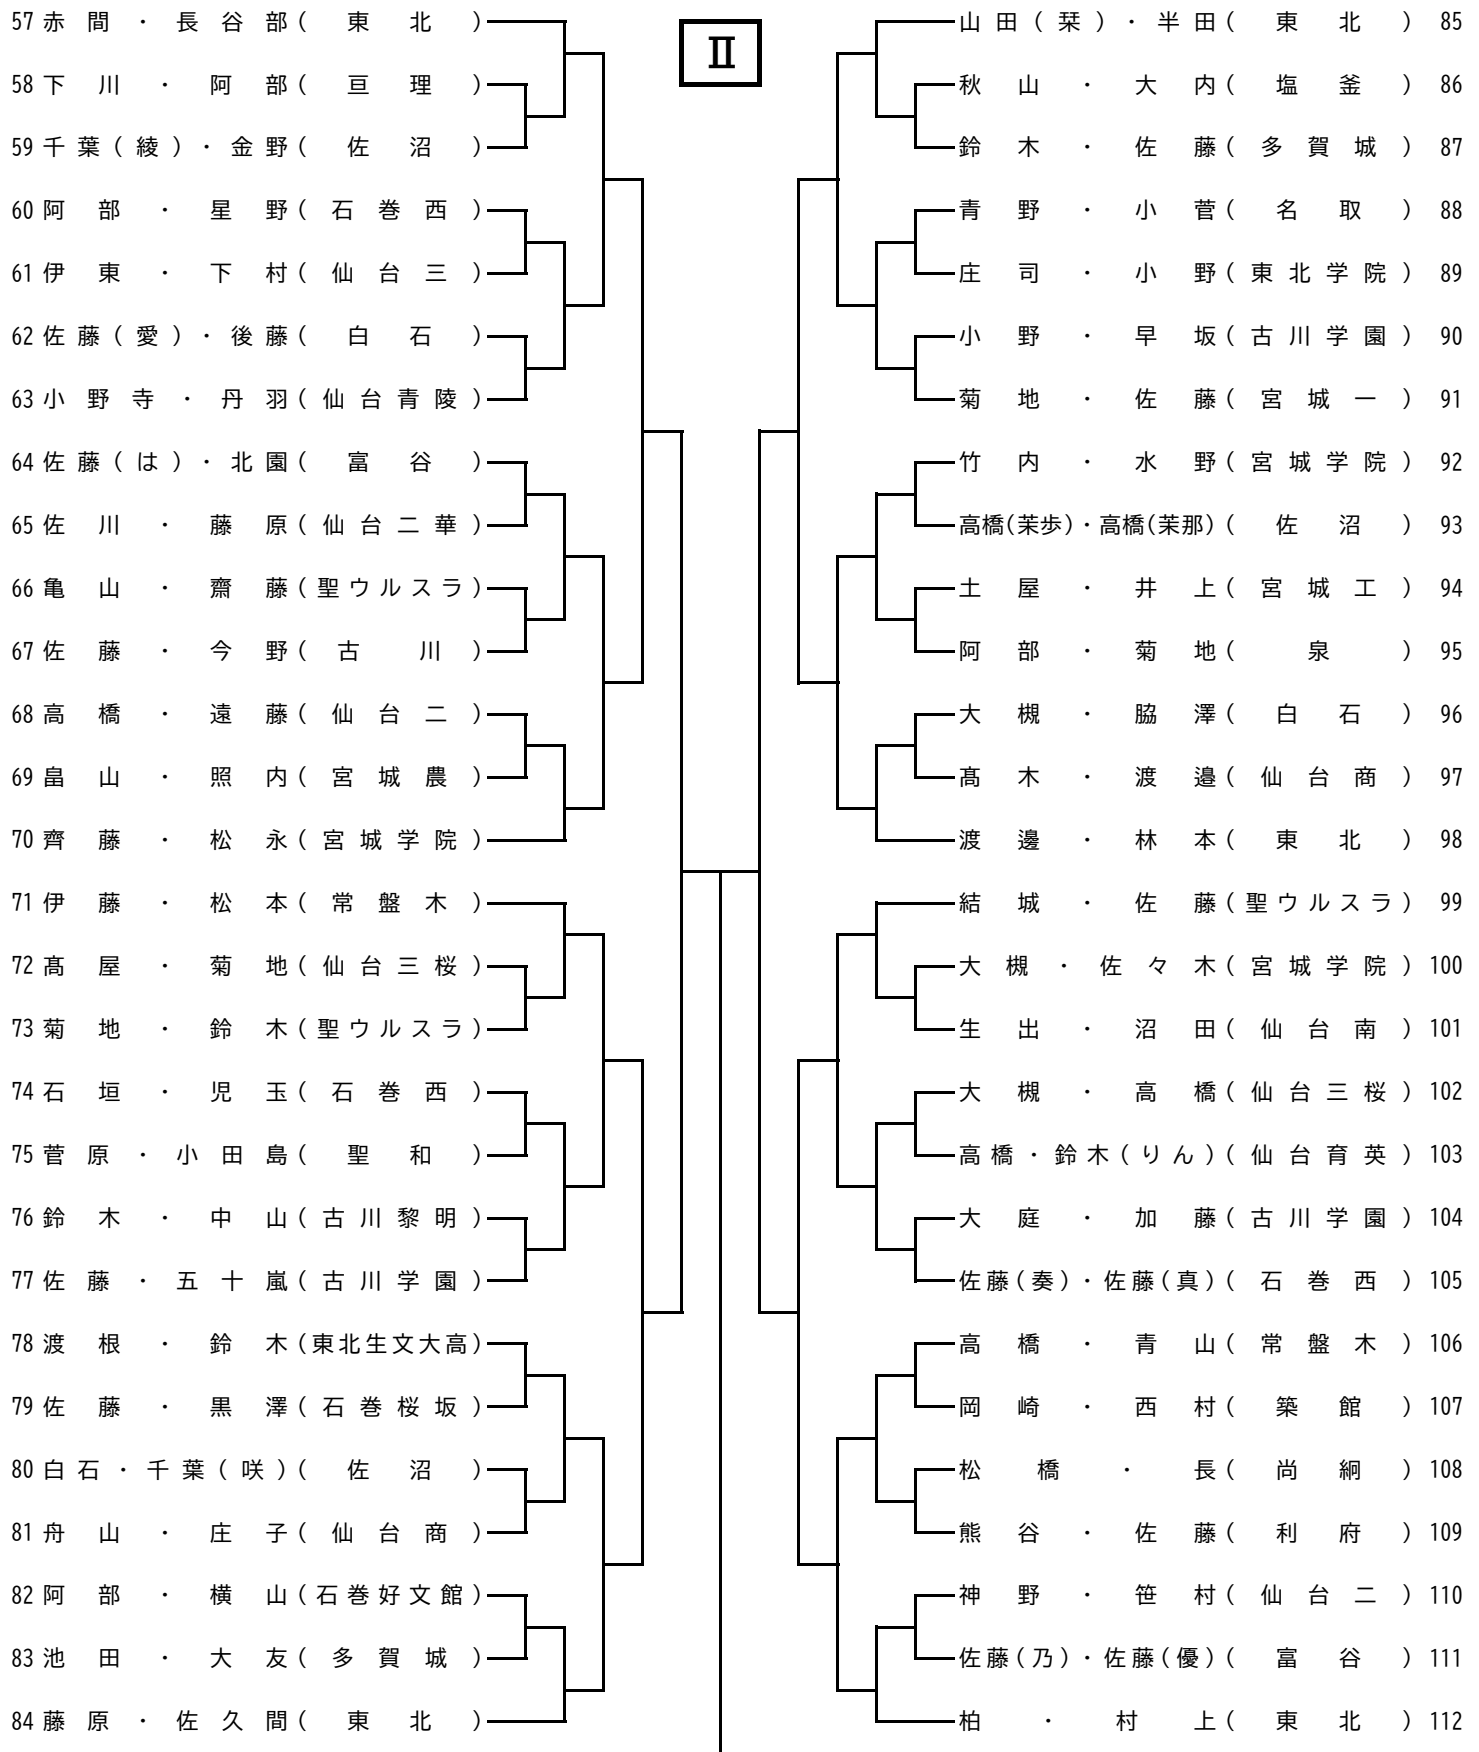 Ⅱ
57 赤間・長谷部(東北)
58 下川・阿部(亘理)
59 千葉(綾)・金野(佐沼)
60 阿部・星野(石巻西)
61 伊東・下村(仙台三)
62 佐藤(愛)・後藤(白石)
63 小野寺・丹羽(仙台青陵)
64 佐藤(は)・北園(富谷)
65 佐川・藤原(仙台二華)
66 亀山・齋藤(聖ウルスラ)
67 佐藤・今野(古川)
68 高橋・遠藤(仙台二)
69 畠山・照内(宮城農)
70 齊藤・松永(宮城学院)
71 伊藤・松本(常盤木)
72 髙屋・菊地(仙台三桜)
73 菊地・鈴木(聖ウルスラ)
74 石垣・児玉(石巻西)
75 菅原・小田島(聖和)
76 鈴木・中山(古川黎明)
77 佐藤・五十嵐(古川学園)
78 渡根・鈴木(東北生文大高)
79 佐藤・黒澤(石巻桜坂)
80 白石・千葉(咲)(佐沼)
81 舟山・庄子(仙台商)
82 阿部・横山(石巻好文館)
83 池田・大友(多賀城)
84 藤原・佐久間(東北)
山田(栞)・半田(東北) 85
秋山・大内(塩釜) 86
鈴木・佐藤(多賀城) 87
青野・小菅(名取) 88
庄司・小野(東北学院) 89
小野・早坂(古川学園) 90
菊地・佐藤(宮城一) 91
竹内・水野(宮城学院) 92
高橋(茉歩)・高橋(茉那)(佐沼) 93
土屋・井上(宮城工) 94
阿部・菊地(泉) 95
大槻・脇澤(白石) 96
髙木・渡邉(仙台商) 97
渡邊・林本(東北) 98
結城・佐藤(聖ウルスラ) 99
大槻・佐々木(宮城学院) 100
生出・沼田(仙台南) 101
大槻・高橋(仙台三桜) 102
高橋・鈴木(りん)(仙台育英) 103
大庭・加藤(古川学園) 104
佐藤(奏)・佐藤(真)(石巻西) 105
高橋・青山(常盤木) 106
岡崎・西村(築館) 107
松橋・長(尚絅) 108
熊谷・佐藤(利府) 109
神野・笹村(仙台二) 110
佐藤(乃)・佐藤(優)(富谷) 111
柏・村上(東北) 112